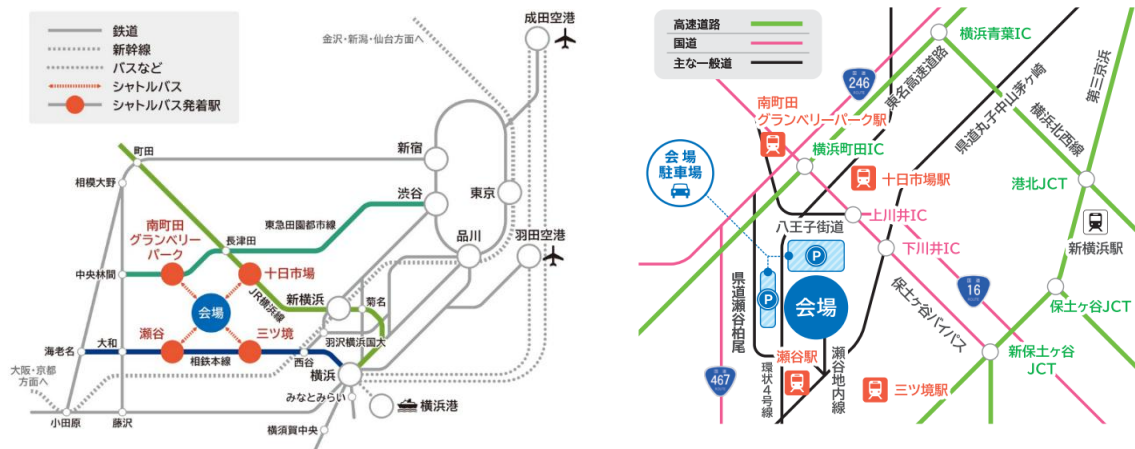 鉄道
新幹線
バスなど
シャトルバス
シャトルバス発着駅
金沢・新潟・仙台方面へ
成田空港
町田
新宿
相模大野
渋谷
東京
東急田園都市線
南町田
グランベリー
パーク
長津田
品川
羽田空港
中央林間
十日市場
JR横浜線
新横浜
菊名
会場
羽沢横浜国大
瀬谷
三ツ境
大和
海老名
相鉄本線
西谷
横浜
大阪・京都
方面へ
みなとみらい
横浜港
小田原
藤沢
横須賀中央
高速道路
国道
主な一般道
横浜青葉IC
国道
246
ROUTE
東名高速道路
県道丸子中山茅ヶ崎
第三京浜
横浜北西線
南町田
グランベリーパーク駅
横浜町田IC
会場
駐車場
十日市場駅
港北JCT
上川井IC
八王子街道
新横浜駅
下川井IC
P
P
会場
県道瀬谷柏尾
国道
16
ROUTE
保土ヶ谷JCT
保土ヶ谷バイパス
新保土ヶ谷
JCT
瀬谷駅
瀬谷地内線
環状4号線
国道
467
ROUTE
三ツ境駅